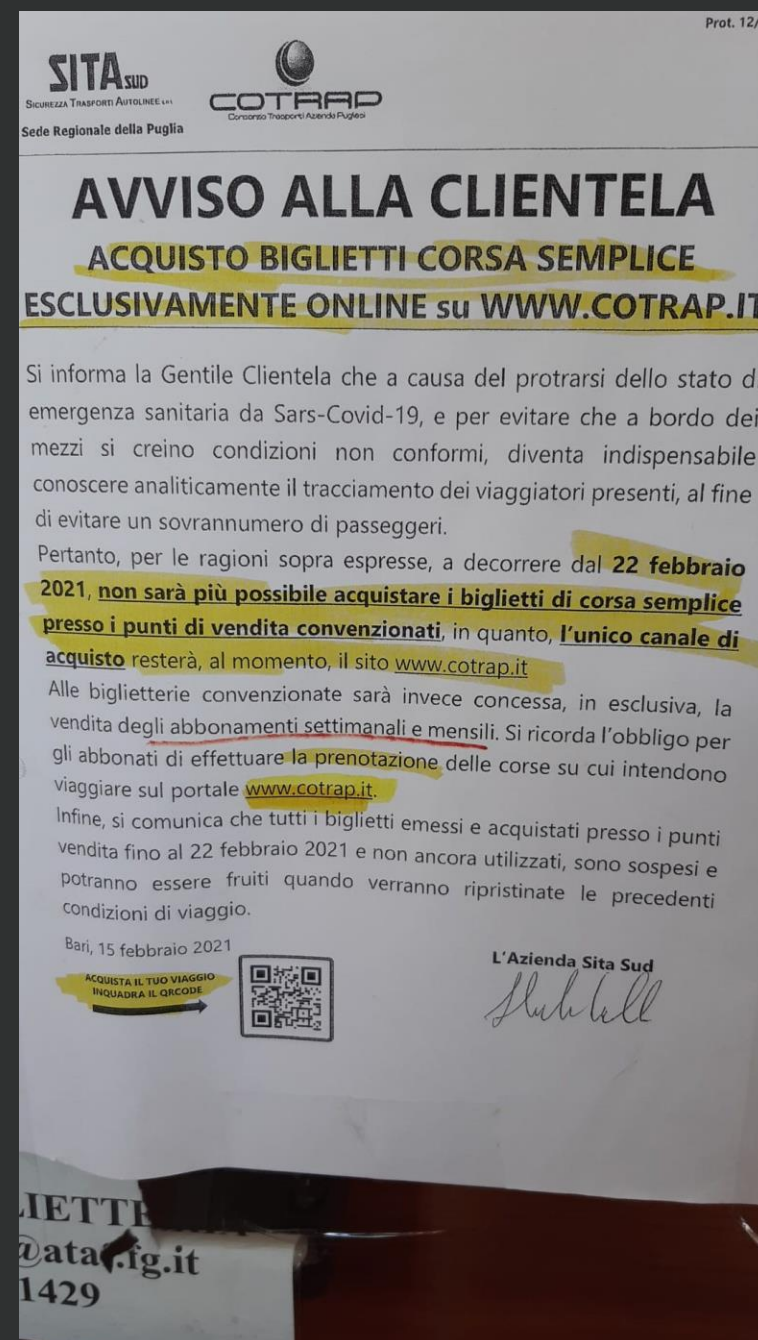 Prot. 12/
SITA SUD
SICUREZZA TRASPORTI AUTOLINEE s.r.l.
COTRAP
Consorzio Trasporti Aziende Pugliesi
Sede Regionale della Puglia
AVVISO ALLA CLIENTELA
ACQUISTO BIGLIETTI CORSA SEMPLICE
ESCLUSIVAMENTE ONLINE su WWW.COTRAP.IT
Si informa la Gentile Clientela che a causa del protrarsi dello stato d
emergenza sanitaria da Sars-Covid-19, e per evitare che a bordo dei
mezzi si creino condizioni non conformi, diventa indispensabile
conoscere analiticamente il tracciamento dei viaggiatori presenti, al fine
di evitare un sovrannumero di passeggeri.
Pertanto, per le ragioni sopra espresse, a decorrere dal 22 febbraio
2021, non sarà più possibile acquistare i biglietti di corsa semplice
presso i punti di vendita convenzionati, in quanto, l'unico canale di
acquisto resterà, al momento, il sito www.cotrap.it
Alle biglietterie convenzionate sarà invece concessa, in esclusiva, la
vendita degli abbonamenti settimanali e mensili. Si ricorda l'obbligo per
gli abbonati di effettuare la prenotazione delle corse su cui intendono
viaggiare sul portale www.cotrap.it.
Infine, si comunica che tutti i biglietti emessi e acquistati presso i punti
vendita fino al 22 febbraio 2021 e non ancora utilizzati, sono sospesi e
potranno essere fruiti quando verranno ripristinate le precedenti
condizioni di viaggio.
Bari, 15 febbraio 2021
L'Azienda Sita Sud
ACQUISTA IL TUO VIAGGIO
INQUADRA IL QRCODE
LIETTE
@ataf.fg.it
1429